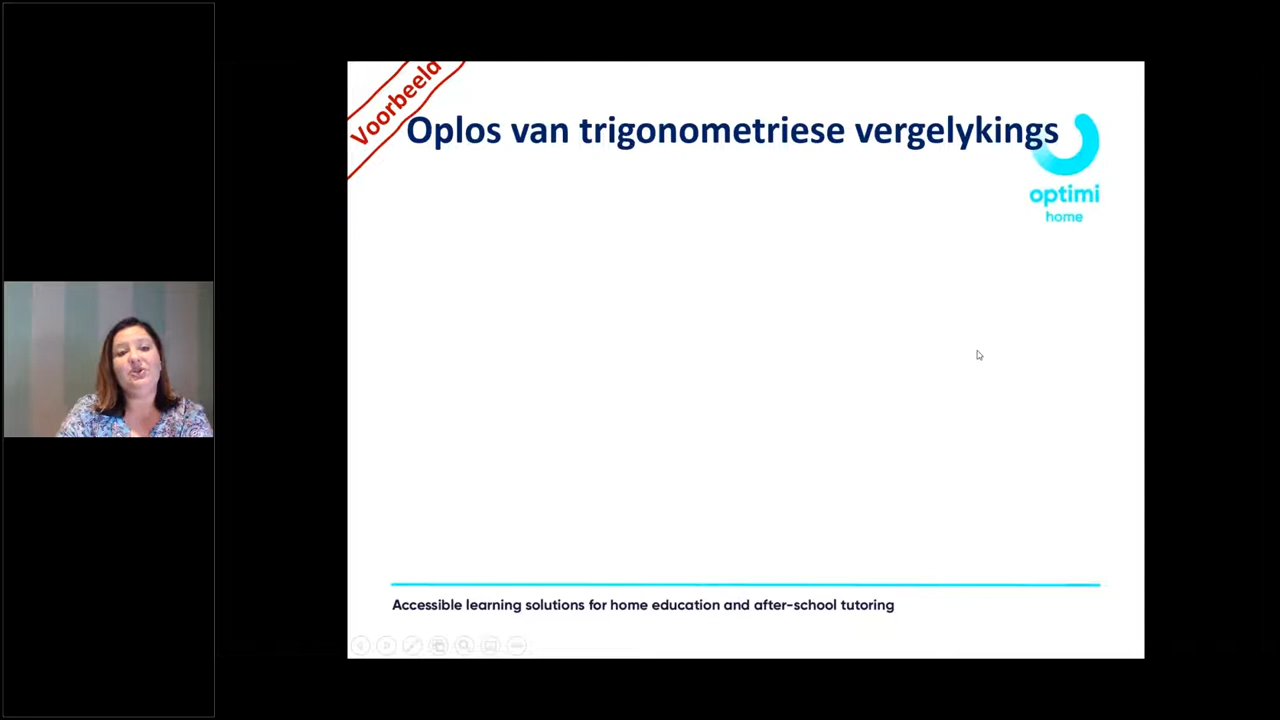 Voorbeeld
Oplos van trigonometriese vergelykings
optimi
home
Accessible learning solutions for home education and after-school tutoring